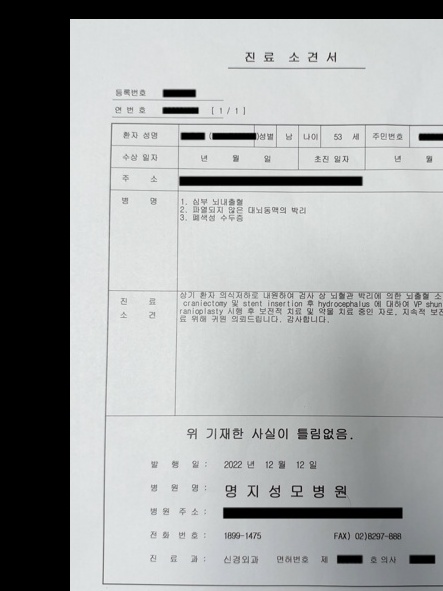 진 료 소 견 서
등록번호
연 번 호 [ 1 / 1 ]
환자 성명 ( )성별 남 나이 53 세 주민번호
수상 일자 년 월 일 초진 일자 년 월
주 소
병 명 1. 심부 뇌내출혈
2. 파열되지 않은 대뇌동맥의 박리
3. 폐색성 수두증
진 료 소 견 상기 환자 의식저하로 내원하여 검사 상 뇌혈관 박리에 의한 뇌출혈 소
craniectomy 및 stent insertion 후 hydrocephalus 에 대하여 VP shun
ranioplasty 시행 후 보전적 치료 및 약물 치료 중인 자로, 지속적 보전
료 위해 귀원 의뢰드립니다. 감사합니다.
위 기재한 사실이 틀림없음.
발 행 일 : 2022 년 12 월 12 일
병 원 명 : 명 지 성 모 병 원
병원 주소 :
전화 번호 : 1899-1475 FAX) 02)8297-888
진 료 과 : 신경외과 면허번호 제 호 의사